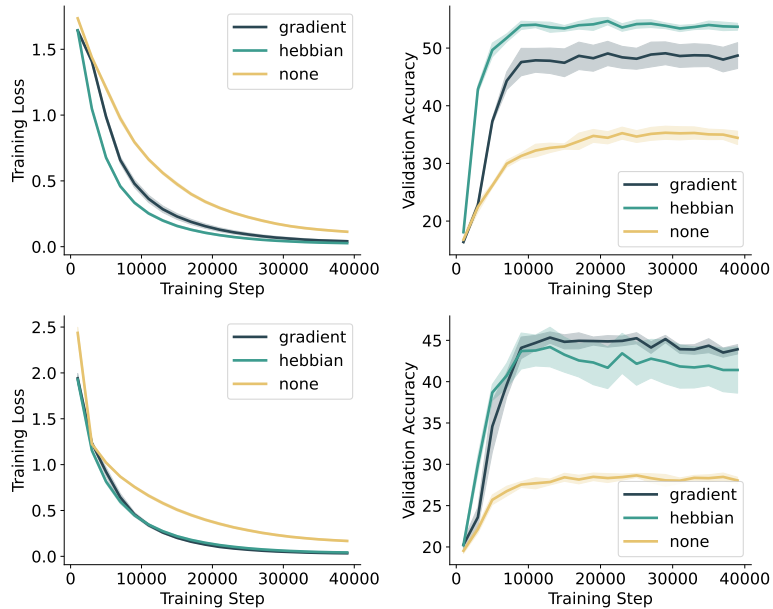 Training Loss
1.5
1.0
0.5
0.0
gradient
hebbian
none
0 10000 20000 30000 40000
Training Step
Validation Accuracy
50
40
30
20
gradient
hebbian
none
0 10000 20000 30000 40000
Training Step
Training Loss
2.5
2.0
1.5
1.0
0.5
0.0
gradient
hebbian
none
0 10000 20000 30000 40000
Training Step
Validation Accuracy
45
40
35
30
25
20
gradient
hebbian
none
0 10000 20000 30000 40000
Training Step